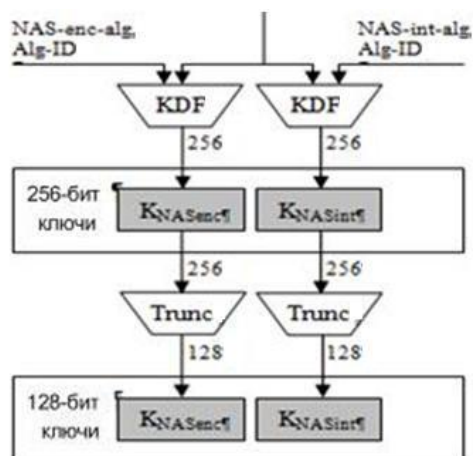 NAS-enc-alg,
Alg-ID
NAS-int-alg,
Alg-ID
KDF
KDF
256
256
256-бит
ключи
KNASenc¶
KNASint¶
256
256
Trunc
Trunc
128
128
128-бит
ключи
KNASenc¶
KNASint¶